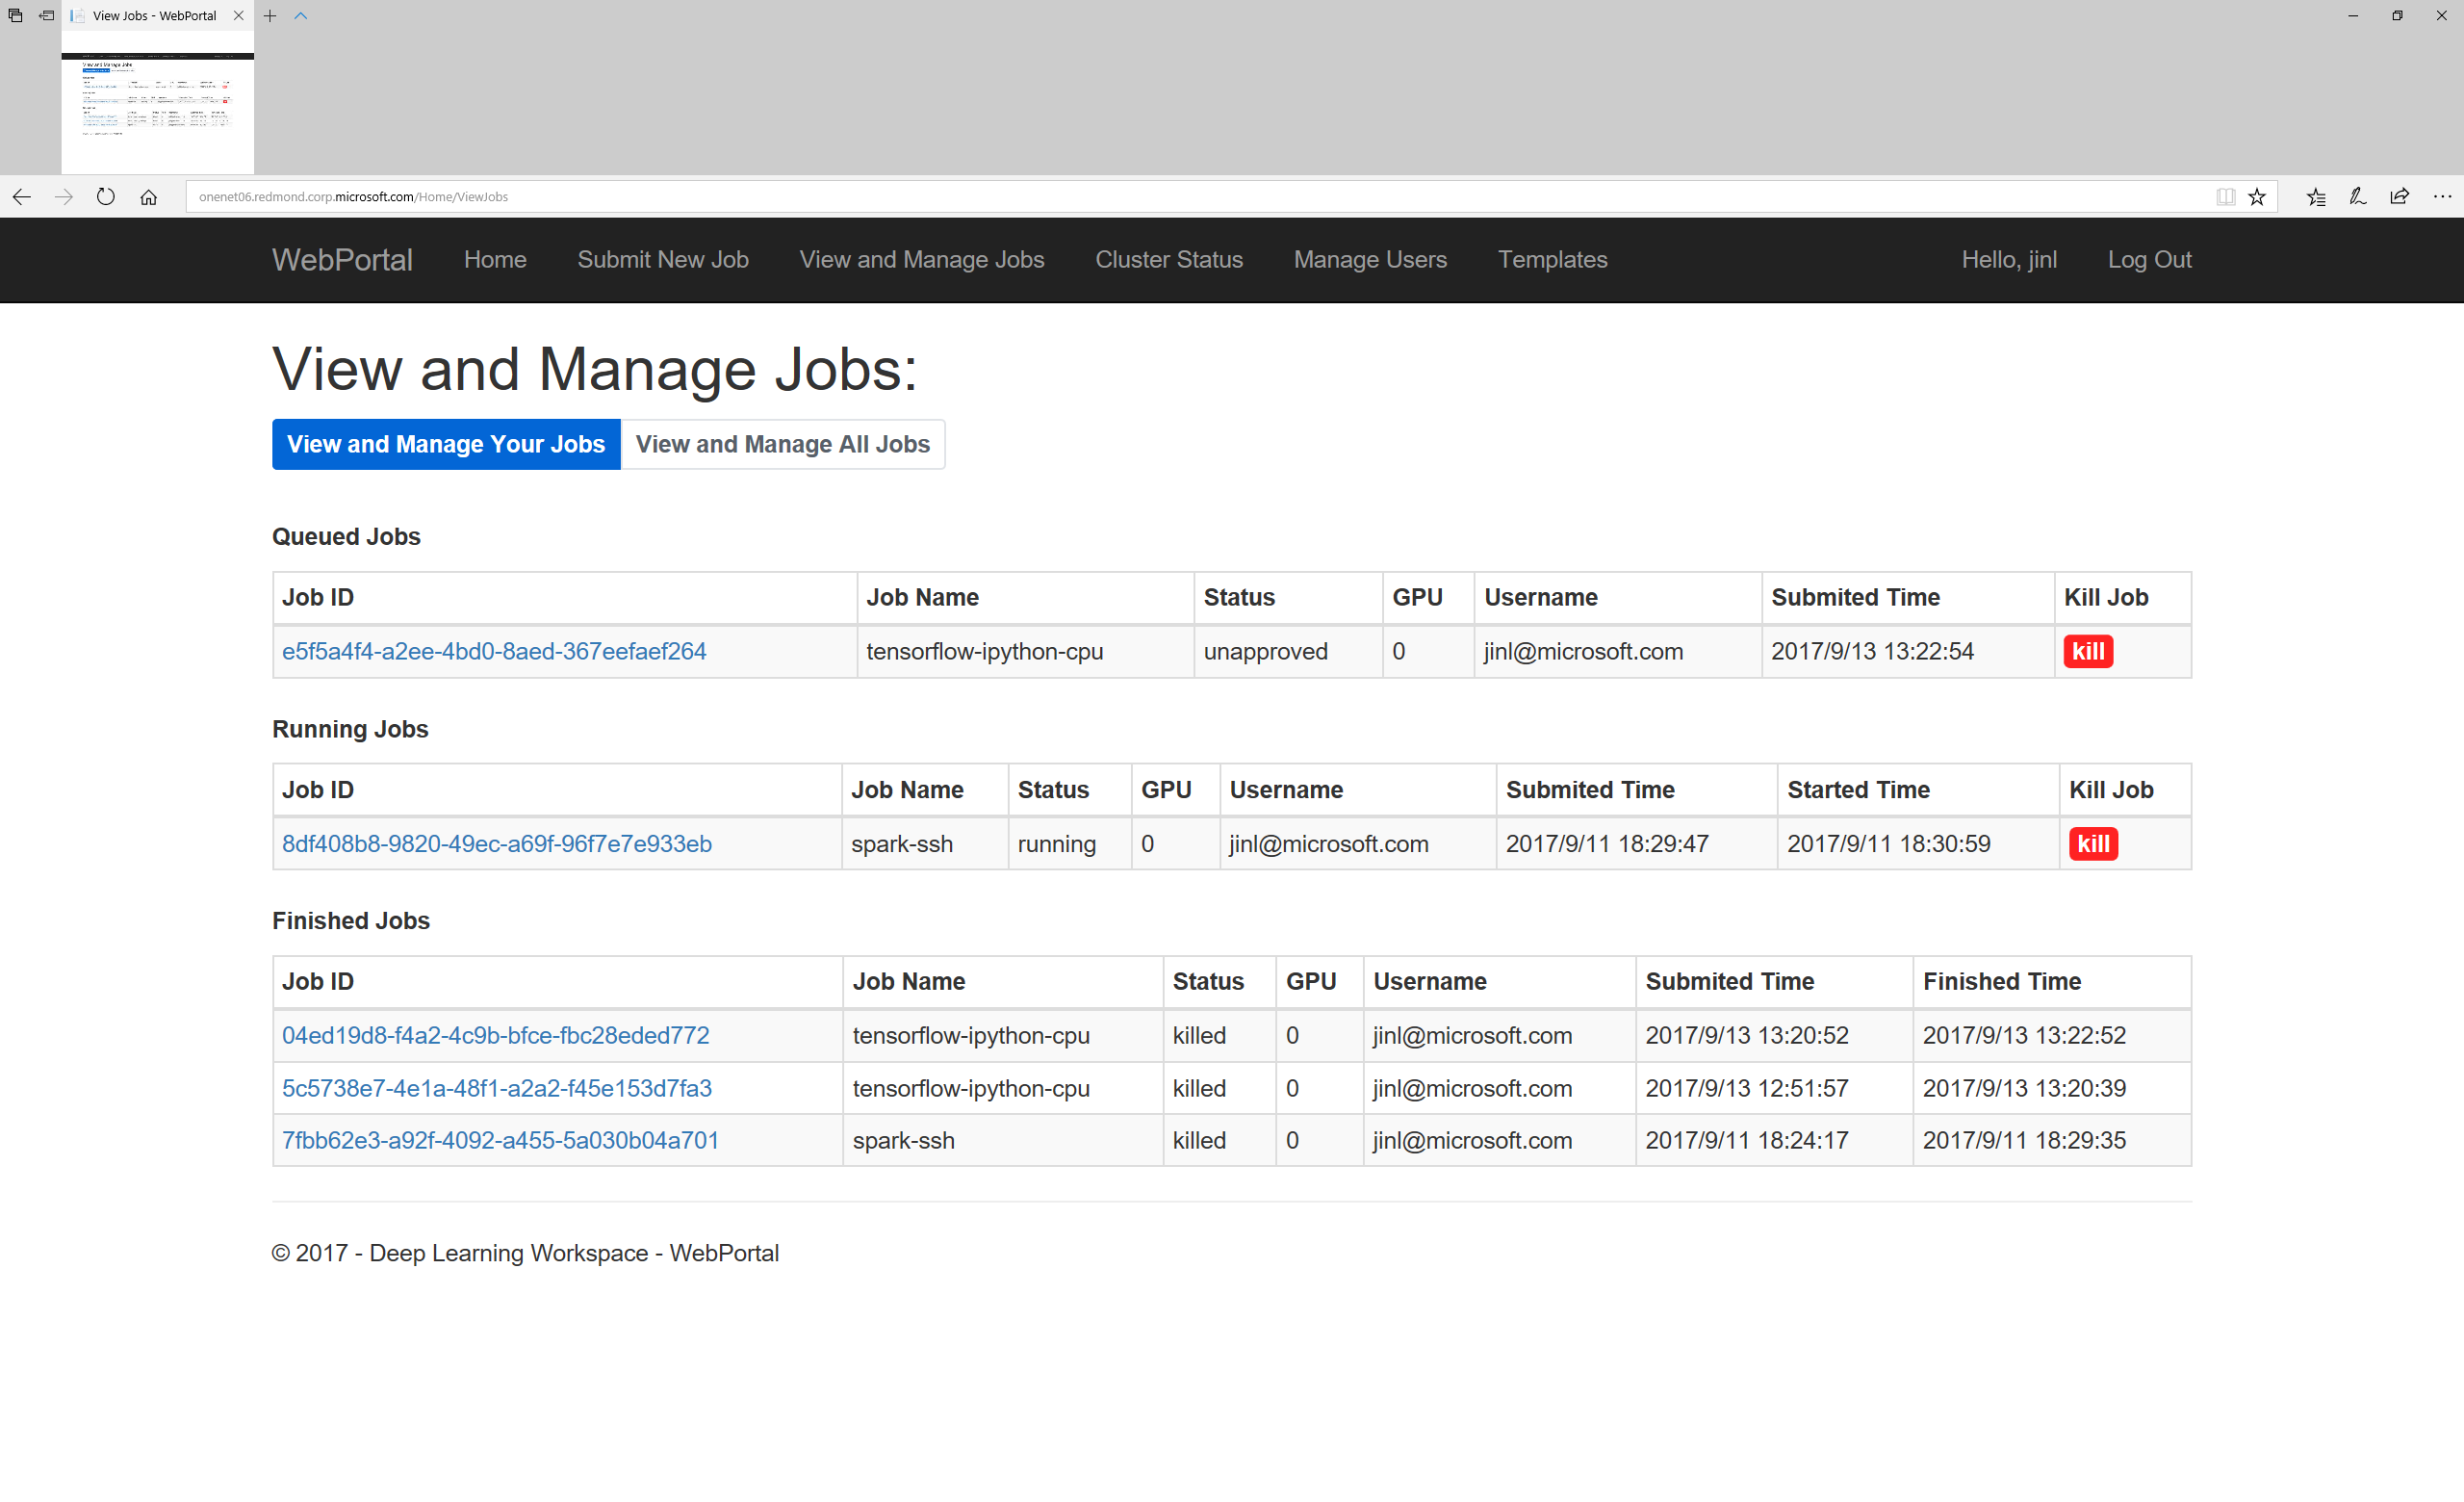 View Jobs - WebPortal
onenet06.redmond.corp.microsoft.com/Home/ViewJobs
WebPortal Home Submit New Job View and Manage Jobs Cluster Status Manage Users Templates Hello, jinl Log Out
View and Manage Jobs:
View and Manage Your Jobs View and Manage All Jobs
Queued Jobs
Job ID Job Name Status GPU Username Submited Time Kill Job
e5f5a4f4-a2ee-4bd0-8aed-367eefaef264 tensorflow-ipython-cpu unapproved 0 jinl@microsoft.com 2017/9/13 13:22:54 kill
Running Jobs
Job ID Job Name Status GPU Username Submited Time Started Time Kill Job
8df408b8-9820-49ec-a69f-96f7e7e933eb spark-ssh running 0 jinl@microsoft.com 2017/9/11 18:29:47 2017/9/11 18:30:59 kill
Finished Jobs
Job ID Job Name Status GPU Username Submited Time Finished Time
04ed19d8-f4a2-4c9b-bfce-fbc28eded772 tensorflow-ipython-cpu killed 0 jinl@microsoft.com 2017/9/13 13:20:52 2017/9/13 13:22:52
5c5738e7-4e1a-48f1-a2a2-f45e153d7fa3 tensorflow-ipython-cpu killed 0 jinl@microsoft.com 2017/9/13 12:51:57 2017/9/13 13:20:39
7fbb62e3-a92f-4092-a455-5a030b04a701 spark-ssh killed 0 jinl@microsoft.com 2017/9/11 18:24:17 2017/9/11 18:29:35
© 2017 - Deep Learning Workspace - WebPortal